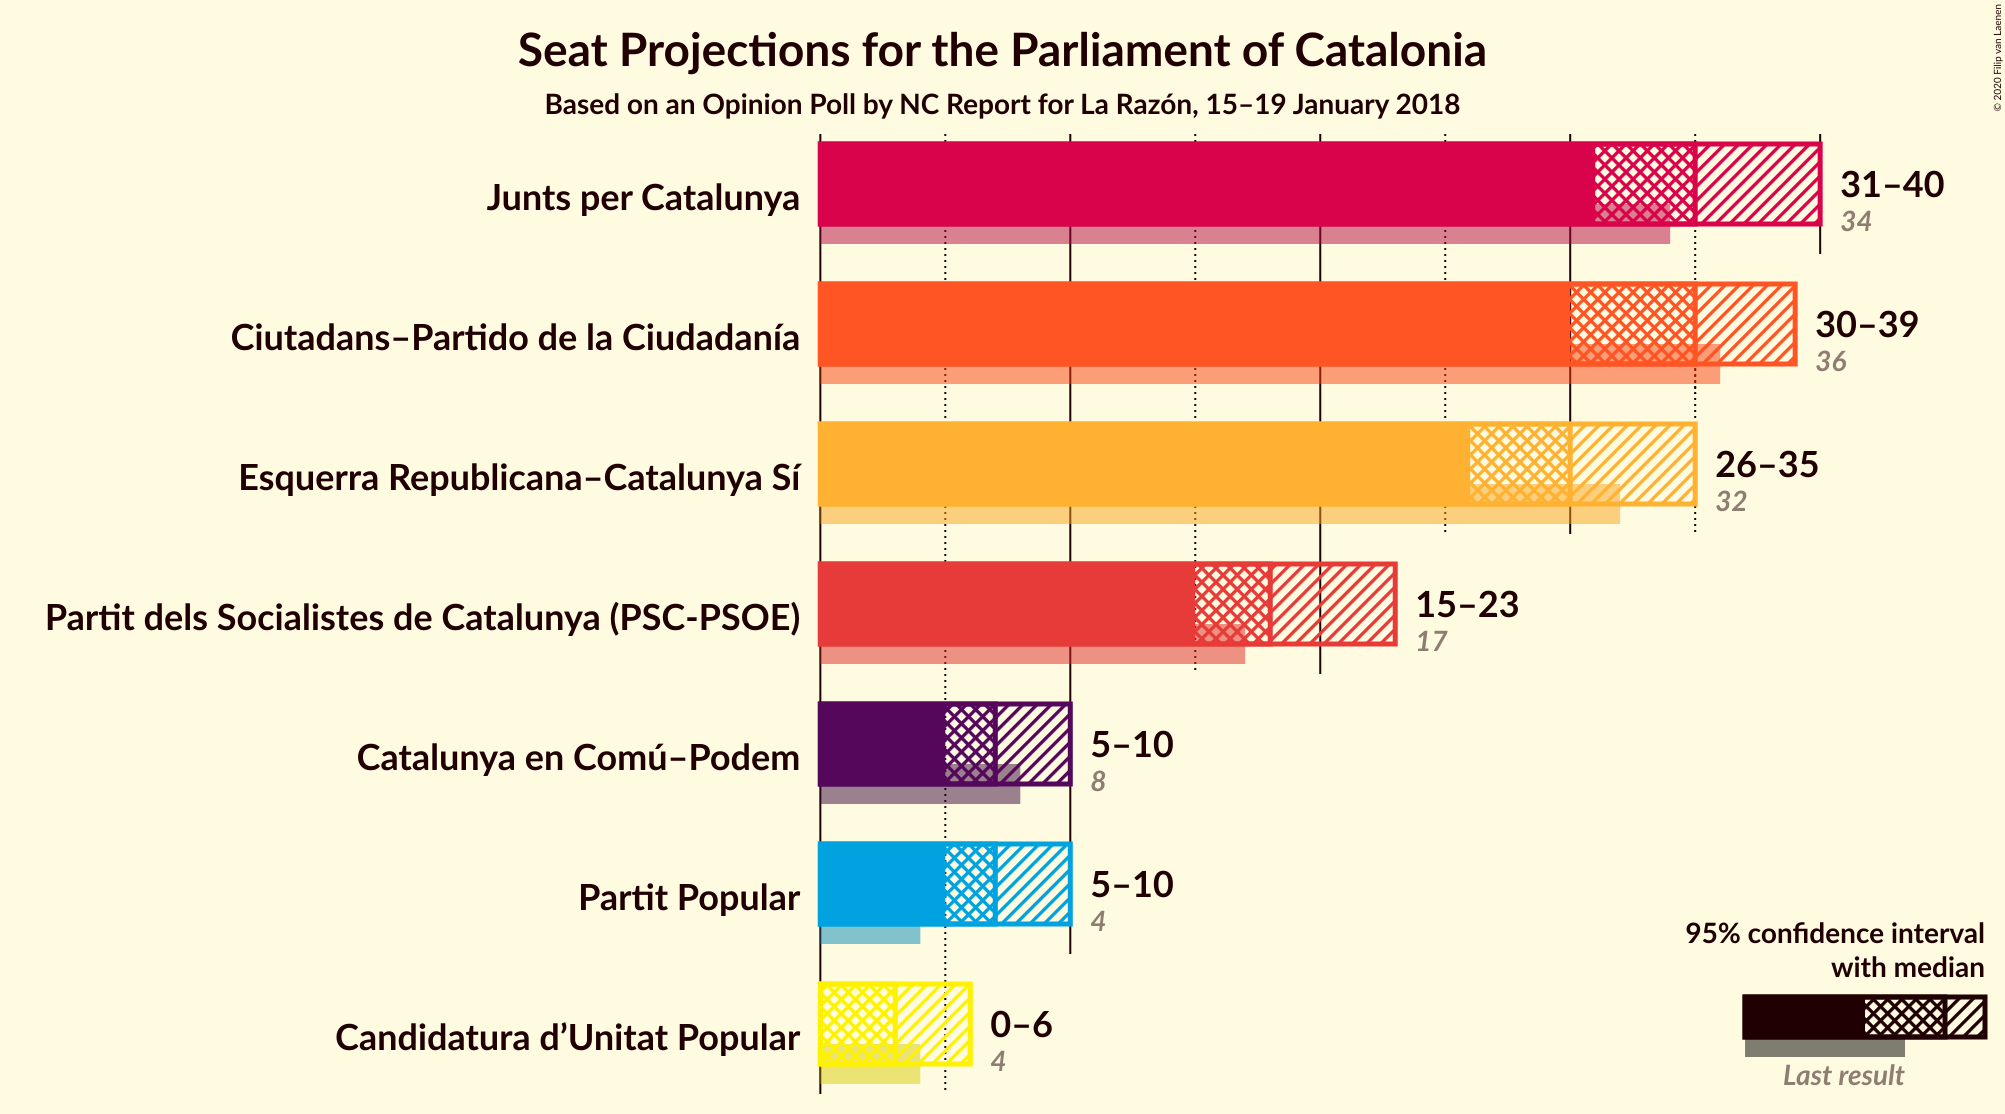 Seat Projections for the Parliament of Catalonia
Based on an Opinion Poll by NC Report for La Razón, 15–19 January 2018
© 2020 Filip van Laenen
Junts per Catalunya
31–40
34
Ciutadans–Partido de la Ciudadanía
30–39
36
Esquerra Republicana–Catalunya Sí
26–35
32
Partit dels Socialistes de Catalunya (PSC-PSOE)
15–23
17
Catalunya en Comú–Podem
5–10
8
Partit Popular
5–10
4
Candidatura d’Unitat Popular
0–6
4
95% confidence interval
with median
Last result